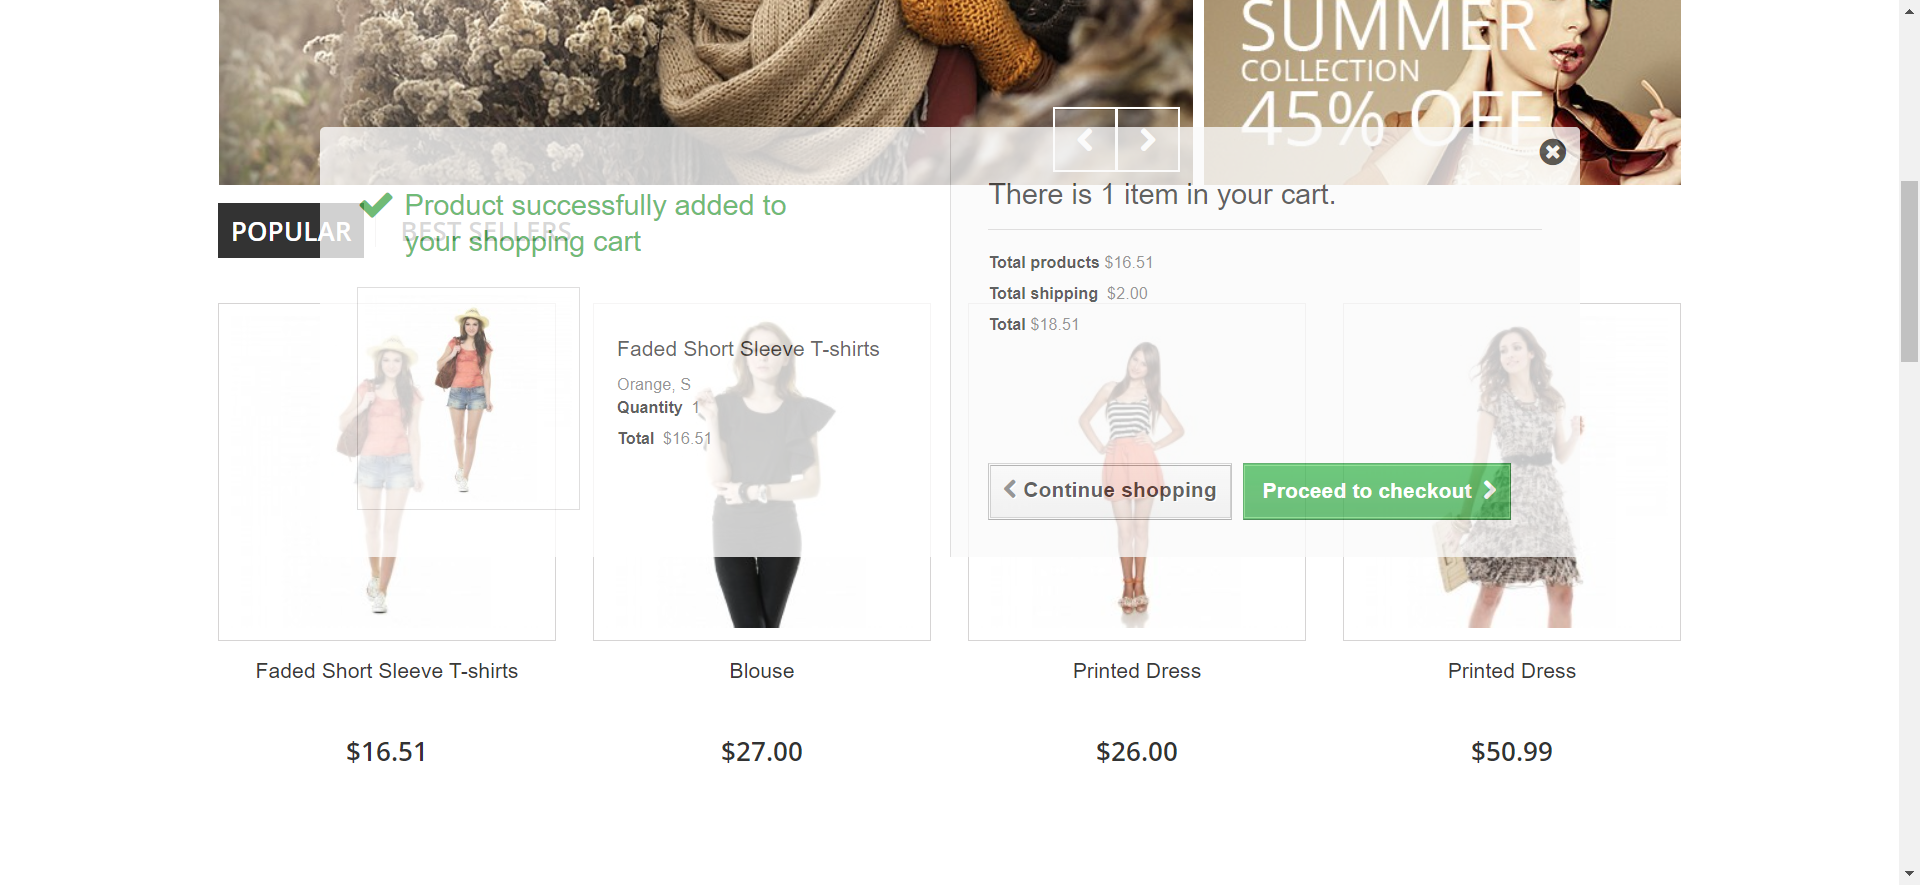 SUMMER
COLLECTION
45% OFF
Product successfully added to
your shopping cart
There is 1 item in your cart.
POPULAR
BEST SELLERS
Total products $16.51
Total shipping $2.00
Total $18.51
Faded Short Sleeve T-shirts
Orange, S
Quantity 1
Total $16.51
Continue shopping
Proceed to checkout
Faded Short Sleeve T-shirts
Blouse
Printed Dress
Printed Dress
$16.51
$27.00
$26.00
$50.99